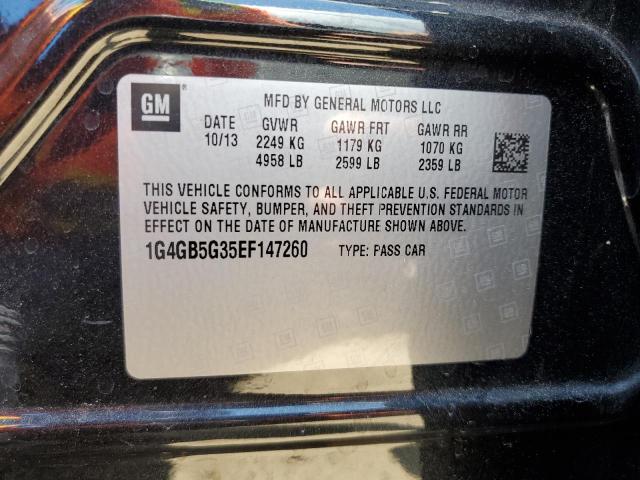 GM
MFD BY GENERAL MOTORS LLC
DATE GVWR GAWR FRT GAWR RR
10/13 2249 KG 1179 KG 1070 KG
4958 LB 2599 LB 2359 LB
THIS VEHICLE CONFORMS TO ALL APPLICABLE U.S. FEDERAL MOTOR
VEHICLE SAFETY, BUMPER, AND THEFT PREVENTION STANDARDS IN
EFFECT ON THE DATE OF MANUFACTURE SHOWN ABOVE.
1G4GB5G35EF147260 TYPE: PASS CAR